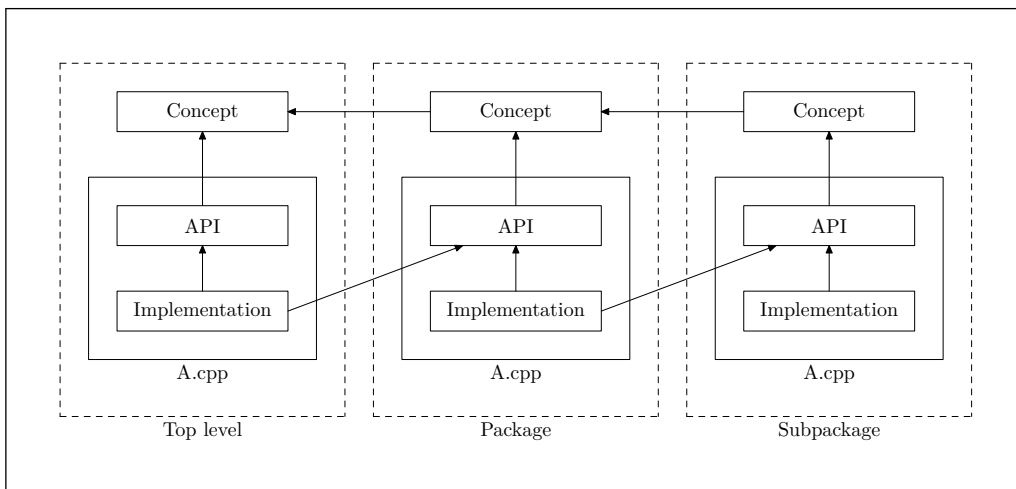 Concept Concept Concept
API API API
Implementation Implementation Implementation
A.cpp A.cpp A.cpp
Top level Package Subpackage